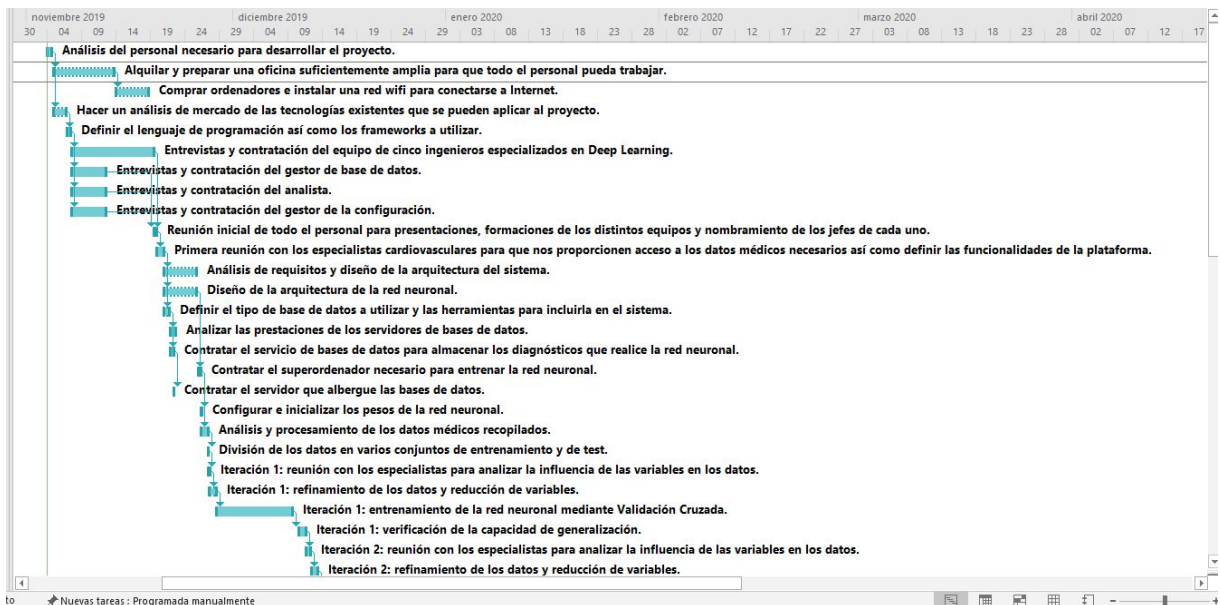 noviembre 2019 diciembre 2019 enero 2020 febrero 2020 marzo 2020 abril 2020
30 04 09 14 19 24 29 04 09 14 19 24 29 03 08 13 18 23 28 02 07 12 17 22 27 03 08 13 18 23 28 02 07 12 17
Análisis del personal necesario para desarrollar el proyecto.
Alquilar y preparar una oficina suficientemente amplia para que todo el personal pueda trabajar.
Comprar ordenadores e instalar una red wifi para conectarse a Internet.
Hacer un análisis de mercado de las tecnologías existentes que se pueden aplicar al proyecto.
Definir el lenguaje de programación así como los frameworks a utilizar.
Entrevistas y contratación del equipo de cinco ingenieros especializados en Deep Learning.
Entrevistas y contratación del gestor de base de datos.
Entrevistas y contratación del analista.
Entrevistas y contratación del gestor de la configuración.
Reunión inicial de todo el personal para presentaciones, formaciones de los distintos equipos y nombramiento de los jefes de cada uno.
Primera reunión con los especialistas cardiovasculares para que nos proporcionen acceso a los datos médicos necesarios así como definir las funcionalidades de la plataforma.
Análisis de requisitos y diseño de la arquitectura del sistema.
Diseño de la arquitectura de la red neuronal.
Definir el tipo de base de datos a utilizar y las herramientas para incluirla en el sistema.
Analizar las prestaciones de los servidores de bases de datos.
Contratar el servicio de bases de datos para almacenar los diagnósticos que realice la red neuronal.
Contratar el superordenador necesario para entrenar la red neuronal.
Contratar el servidor que albergue las bases de datos.
Configurar e inicializar los pesos de la red neuronal.
Análisis y procesamiento de los datos médicos recopilados.
División de los datos en varios conjuntos de entrenamiento y de test.
Iteración 1: reunión con los especialistas para analizar la influencia de las variables en los datos.
Iteración 1: refinamiento de los datos y reducción de variables.
Iteración 1: entrenamiento de la red neuronal mediante Validación Cruzada.
Iteración 1: verificación de la capacidad de generalización.
Iteración 2: reunión con los especialistas para analizar la influencia de las variables en los datos.
Iteración 2: refinamiento de los datos y reducción de variables.
to Nuevas tareas : Programada manualmente